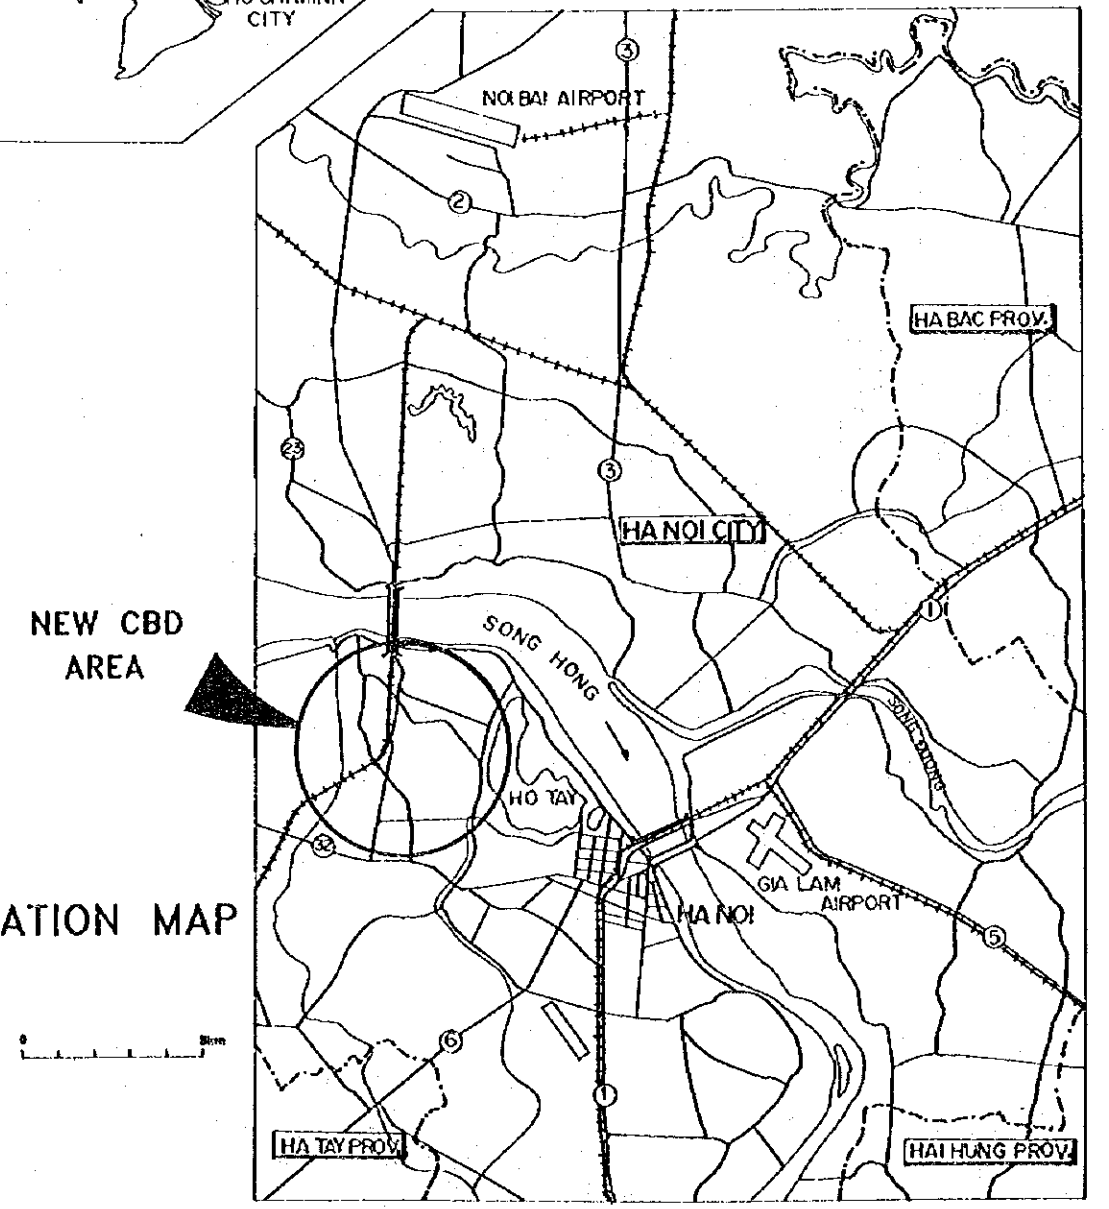 CITY
NOI BAI AIRPORT
3
2
HA BAC PROV.
23
3
HA NOI CITY
1
NEW CBD
AREA
SONG HONG
SONG DUONG
HO TAY
32
GIA LAM
AIRPORT
ATION MAP
HA NOI
5
0
6
1
HA TAY PROV.
HAI HUNG PROV.